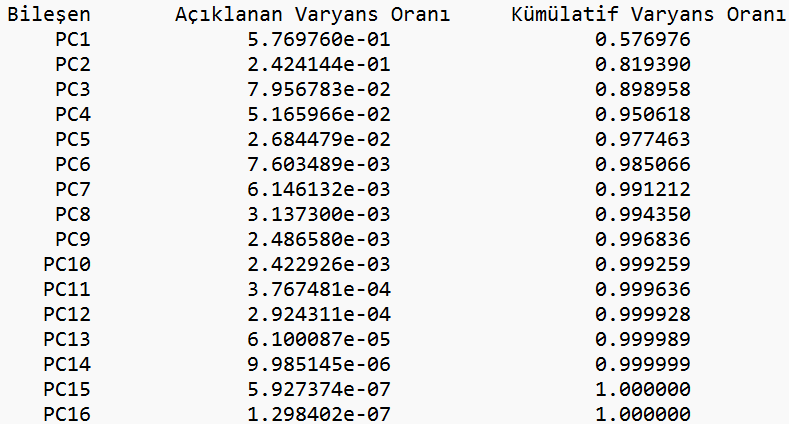 Bileşen Açıklanan Varyans Oranı Kümülatif Varyans Oranı
PC1 5.769760e-01 0.576976
PC2 2.424144e-01 0.819390
PC3 7.956783e-02 0.898958
PC4 5.165966e-02 0.950618
PC5 2.684479e-02 0.977463
PC6 7.603489e-03 0.985066
PC7 6.146132e-03 0.991212
PC8 3.137300e-03 0.994350
PC9 2.486580e-03 0.996836
PC10 2.422926e-03 0.999259
PC11 3.767481e-04 0.999636
PC12 2.924311e-04 0.999928
PC13 6.100087e-05 0.999989
PC14 9.985145e-06 0.999999
PC15 5.927374e-07 1.000000
PC16 1.298402e-07 1.000000